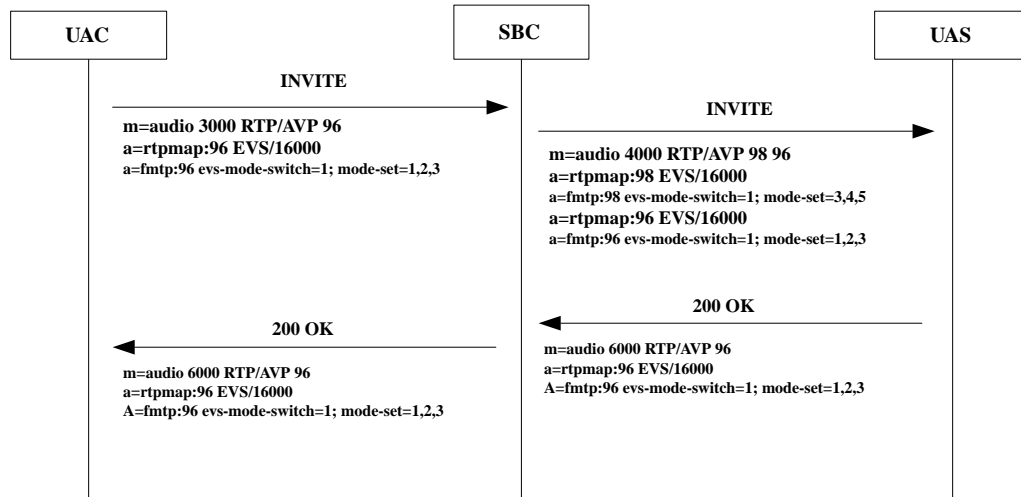 UAC
SBC
UAS
INVITE
m=audio 3000 RTP/AVP 96
a=rtpmap:96 EVS/16000
a=fmtp:96 evs-mode-switch=1; mode-set=1,2,3
INVITE
m=audio 4000 RTP/AVP 98 96
a=rtpmap:98 EVS/16000
a=fmtp:98 evs-mode-switch=1; mode-set=3,4,5
a=rtpmap:96 EVS/16000
a=fmtp:96 evs-mode-switch=1; mode-set=1,2,3
200 OK
m=audio 6000 RTP/AVP 96
a=rtpmap:96 EVS/16000
A=fmtp:96 evs-mode-switch=1; mode-set=1,2,3
200 OK
m=audio 6000 RTP/AVP 96
a=rtpmap:96 EVS/16000
A=fmtp:96 evs-mode-switch=1; mode-set=1,2,3